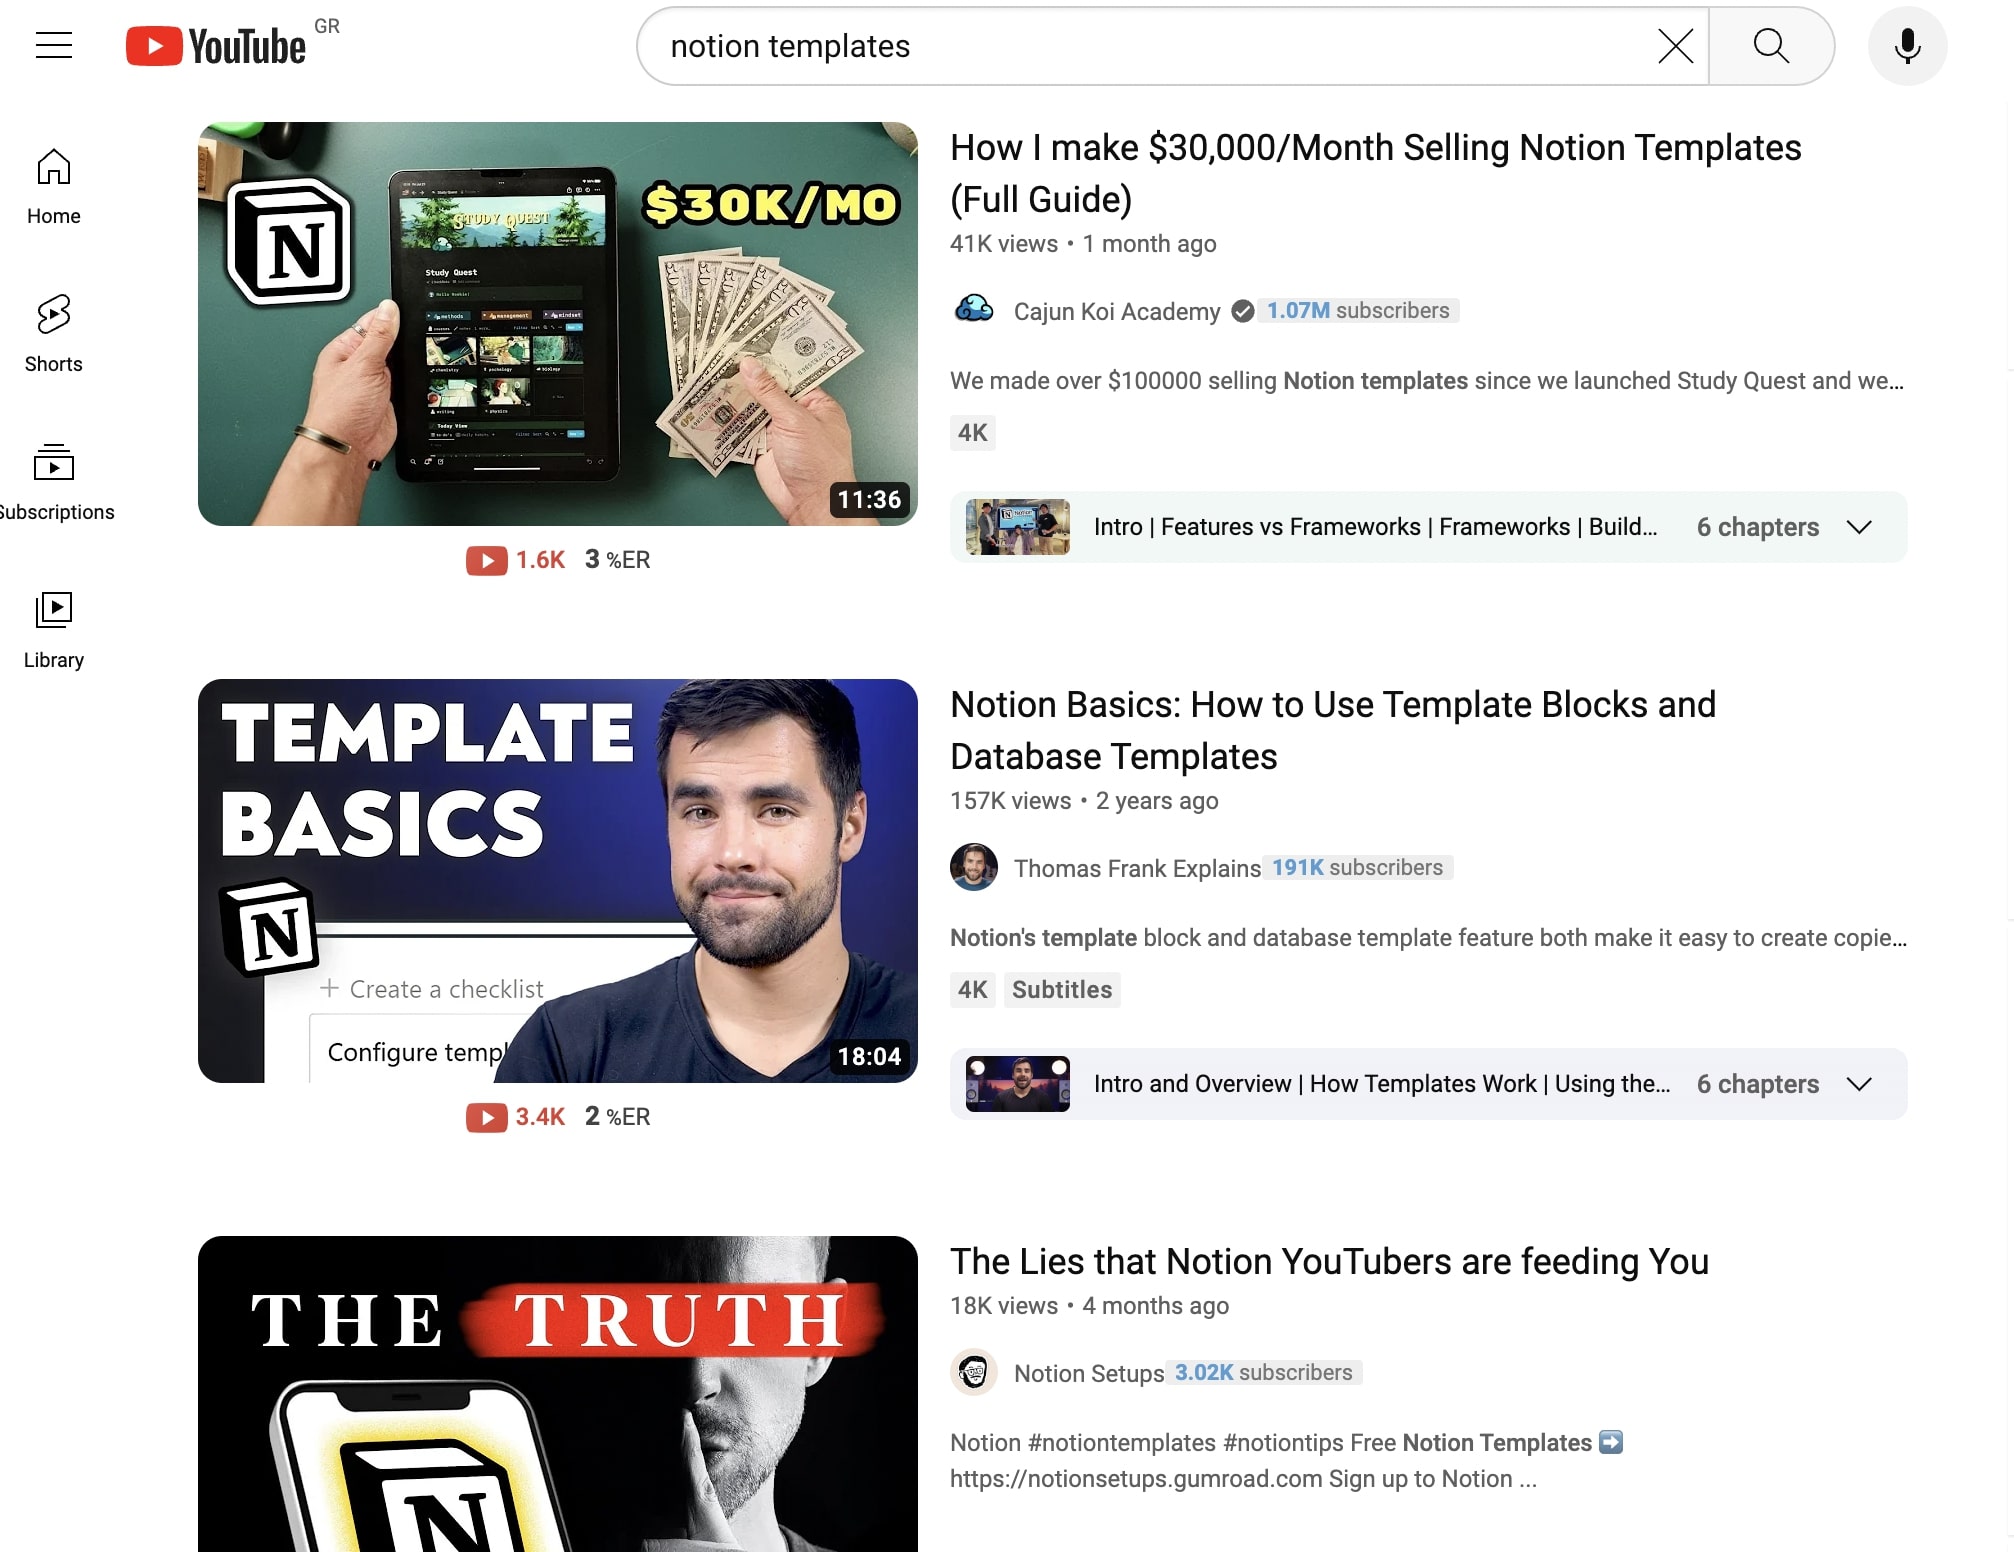 YouTube GR
notion templates
Home
Shorts
Subscriptions
Library
N
$30K/MO
STUDY QUEST
Study Quest
11:36
1.6K 3 %ER
How I make $30,000/Month Selling Notion Templates
(Full Guide)
41K views • 1 month ago
Cajun Koi Academy 1.07M subscribers
We made over $100000 selling Notion templates since we launched Study Quest and we...
4K
Intro | Features vs Frameworks | Frameworks | Build... 6 chapters
TEMPLATE
BASICS
N
+ Create a checklist
Configure templ
18:04
3.4K 2 %ER
Notion Basics: How to Use Template Blocks and
Database Templates
157K views • 2 years ago
Thomas Frank Explains 191K subscribers
Notion's template block and database template feature both make it easy to create copie...
4K Subtitles
Intro and Overview | How Templates Work | Using the... 6 chapters
THE TRUTH
N
The Lies that Notion YouTubers are feeding You
18K views • 4 months ago
Notion Setups 3.02K subscribers
Notion #notiontemplates #notiontips Free Notion Templates ➡️
https://notionsetups.gumroad.com Sign up to Notion ...